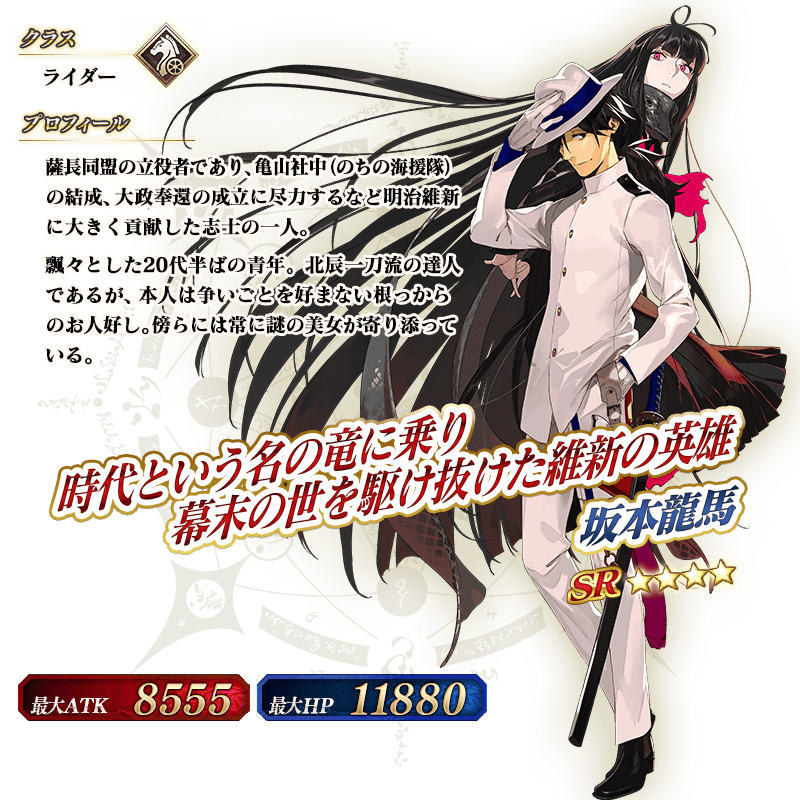 クラス
ライダー
プロフィール
薩長同盟の立役者であり、亀山社中(のちの海援隊)
の結成、大政奉還の成立に尽力するなど明治維新
に大きく貢献した志士の一人。
飄々とした20代半ばの青年。北辰一刀流の達人
であるが、本人は争いごとを好まない根っから
のお人好し。傍らには常に謎の美女が寄り添って
いる。
時代という名の竜に乗り
幕末の世を駆け抜けた維新の英雄
坂本龍馬
SR
最大ATK 8555
最大HP 11880